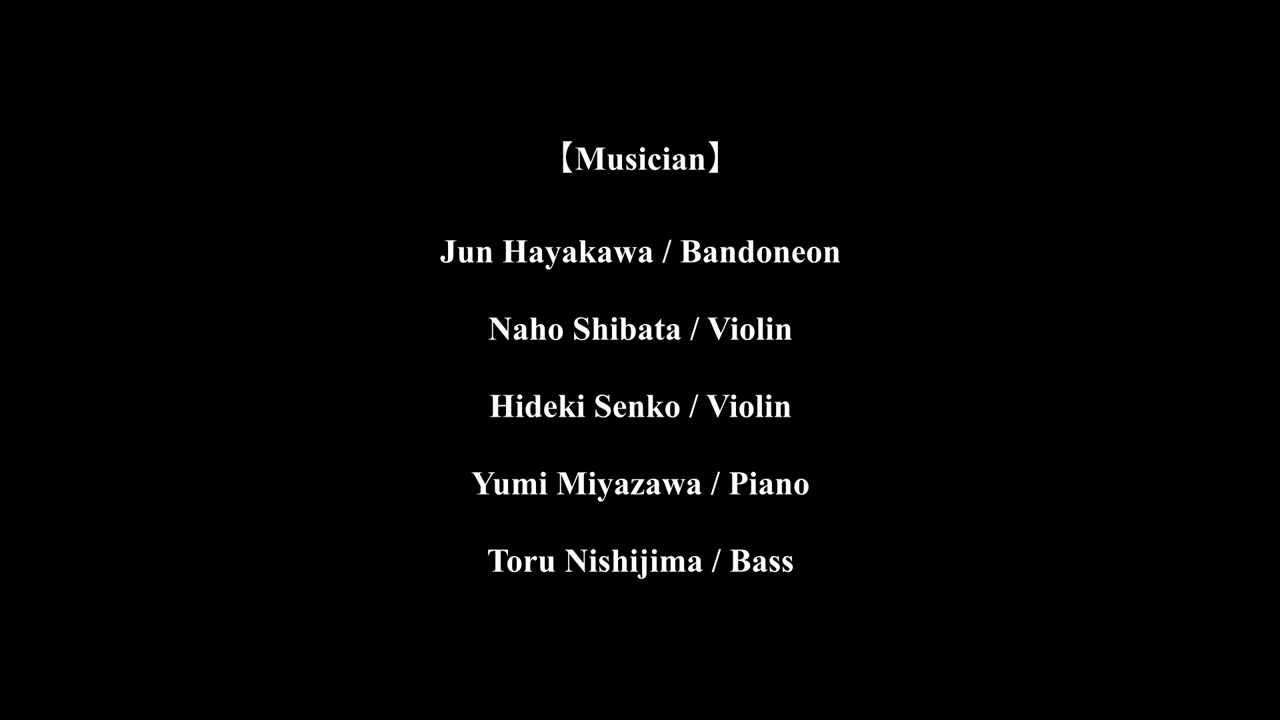 【Musician】
Jun Hayakawa / Bandoneon
Naho Shibata / Violin
Hideki Senko / Violin
Yumi Miyazawa / Piano
Toru Nishijima / Bass